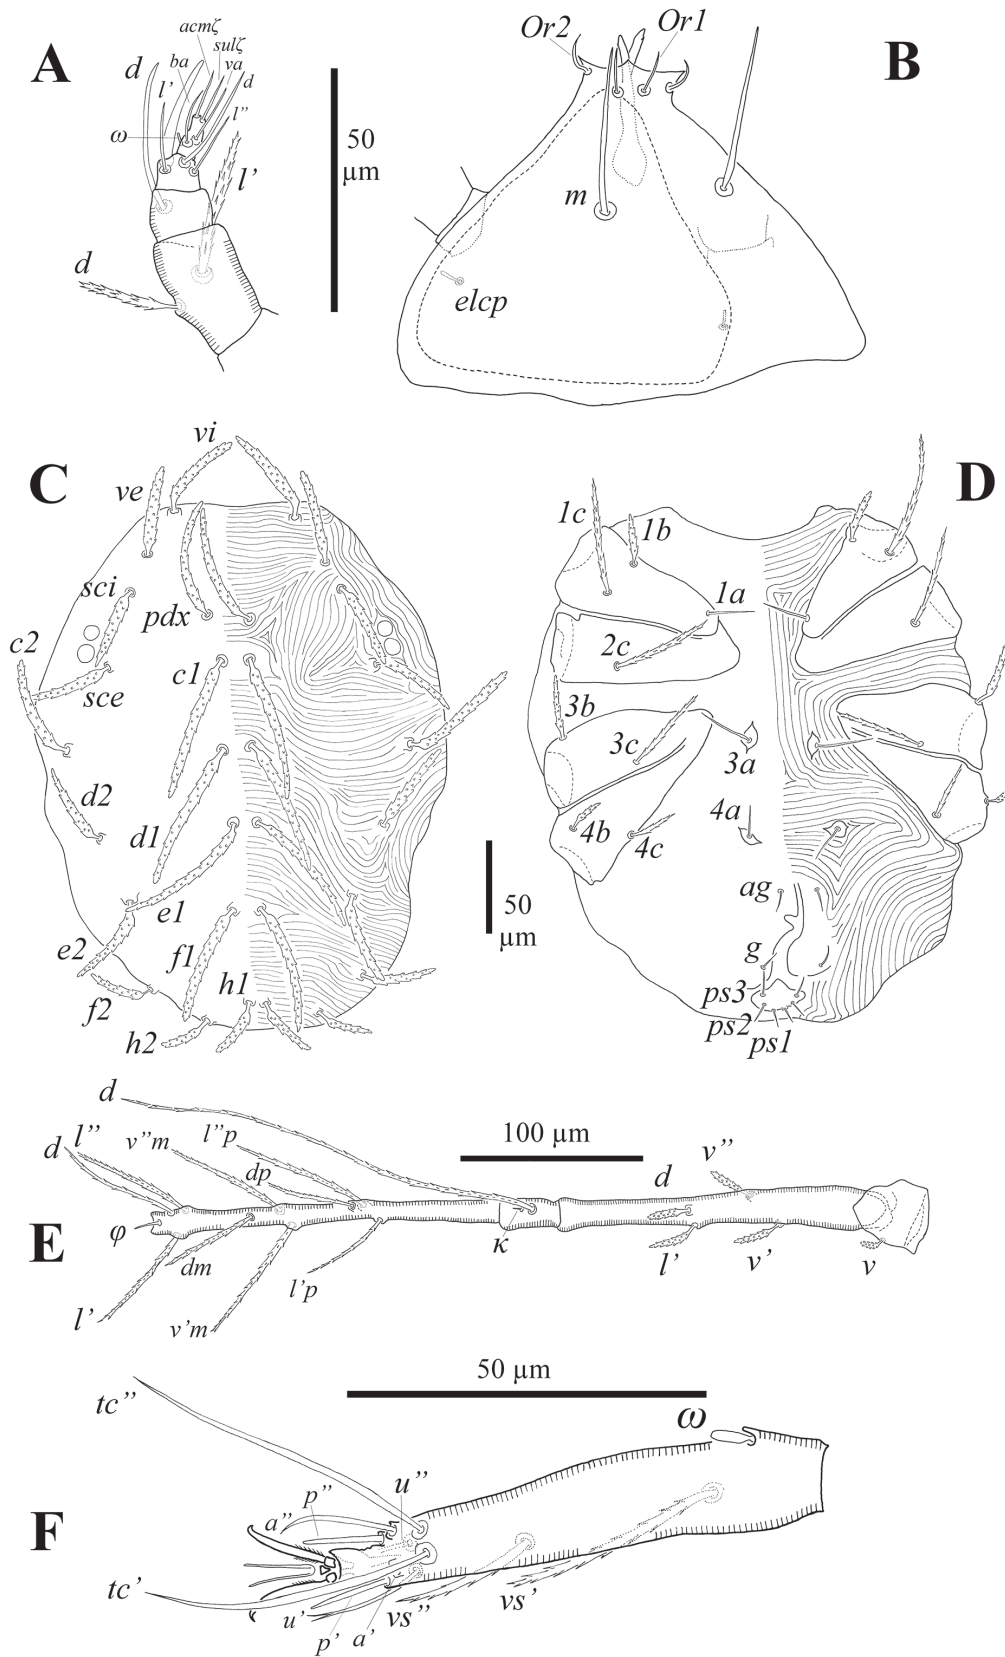 A
acmζ
sulζ
ba
va
d
d
l’
l”
ω
l’
d
50
µm
B
Or2
Or1
m
elcp
C
vi
ve
sci
pdx
c2
c1
sce
d2
d1
e1
e2
f1
f2
h1
h2
D
1c
1b
1a
2c
3b
3c
3a
4a
4b
4c
ag
g
ps3
ps2
ps1
50
µm
E
d
100 µm
d
l”
v”m
l”p
dp
v”
d
φ
dm
κ
l’
v’
v
l’p
l’
v’m
F
50 µm
tc”
ω
u”
p”
a”
tc’
u’
p’
a’
vs”
vs’